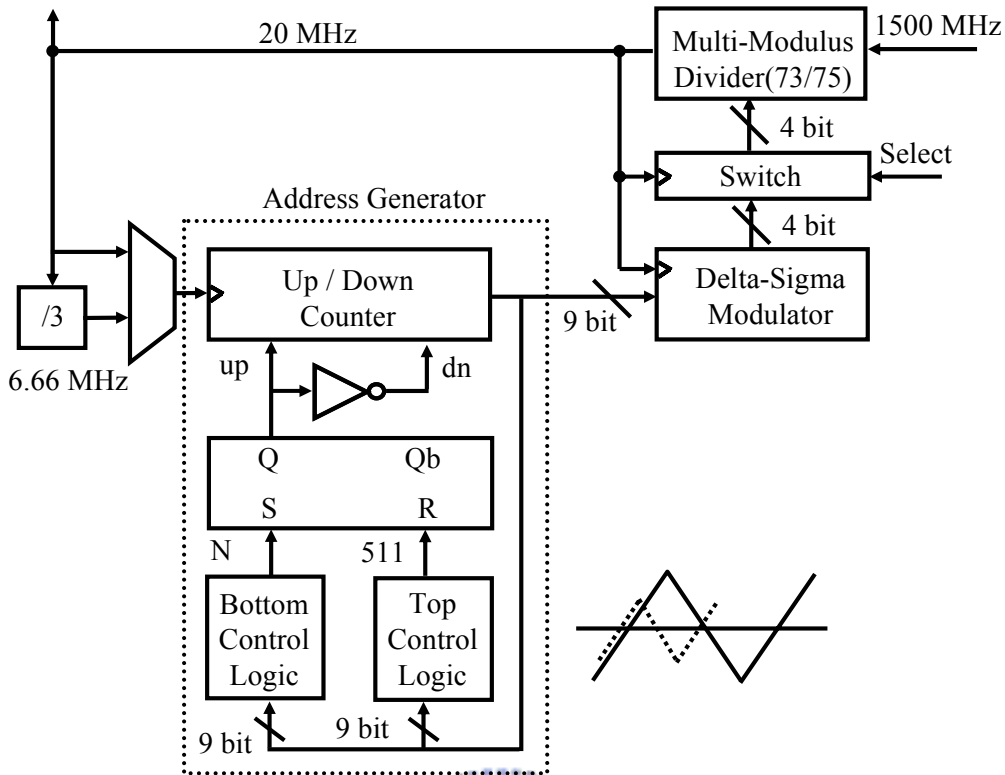 20 MHz
Multi-Modulus
Divider(73/75)
1500 MHz
4 bit
Select
Switch
4 bit
Address Generator
Up / Down
Counter
Delta-Sigma
Modulator
9 bit
/3
6.66 MHz
up
dn
Q
Qb
S
R
N
511
Bottom
Control
Logic
Top
Control
Logic
9 bit
9 bit